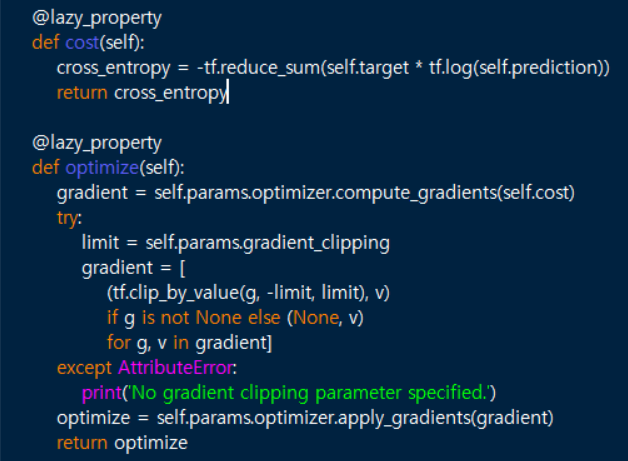 @lazy_property
def cost(self):
    cross_entropy = -tf.reduce_sum(self.target * tf.log(self.prediction))
    return cross_entropy

@lazy_property
def optimize(self):
    gradient = self.params.optimizer.compute_gradients(self.cost)
    try:
        limit = self.params.gradient_clipping
        gradient = [
            (tf.clip_by_value(g, -limit, limit), v)
            if g is not None else (None, v)
            for g, v in gradient]
    except AttributeError:
        print('No gradient clipping parameter specified.')
    optimize = self.params.optimizer.apply_gradients(gradient)
    return optimize